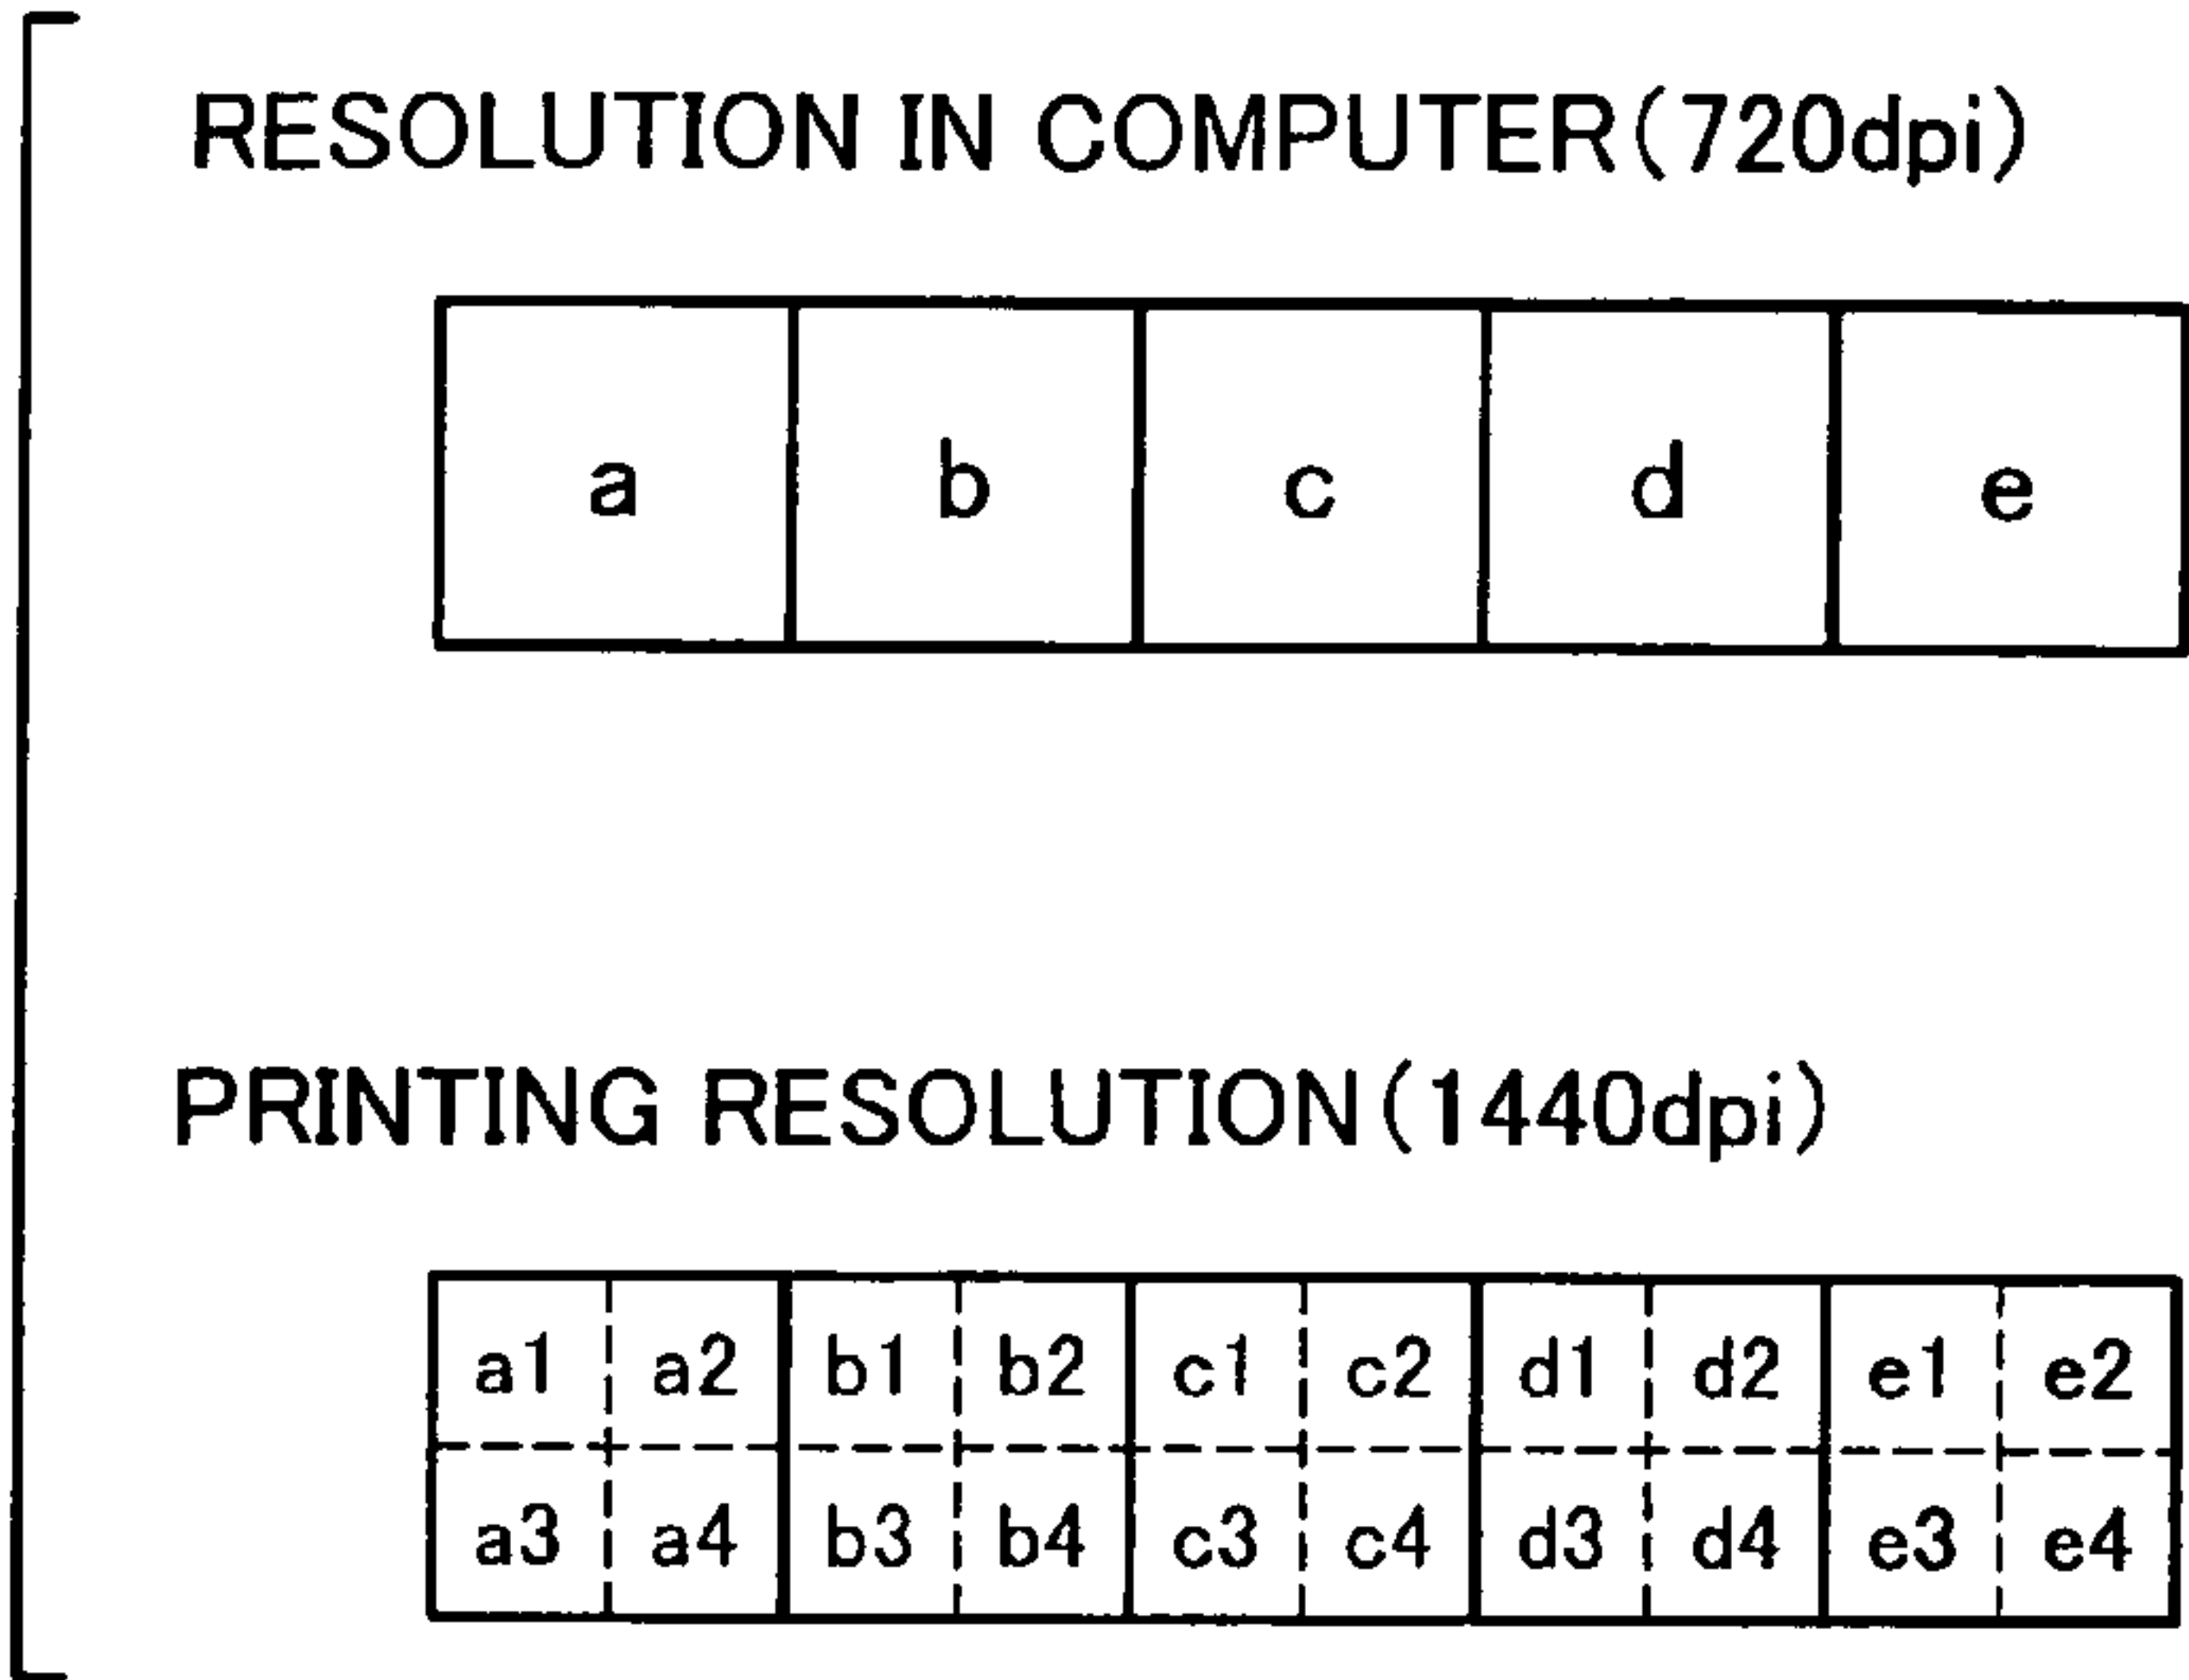 RESOLUTION IN COMPUTER(720dpi)
a b c d e
PRINTING RESOLUTION(1440dpi)
a1 a2 b1 b2 c1 c2 d1 d2 e1 e2
a3 a4 b3 b4 c3 c4 d3 d4 e3 e4